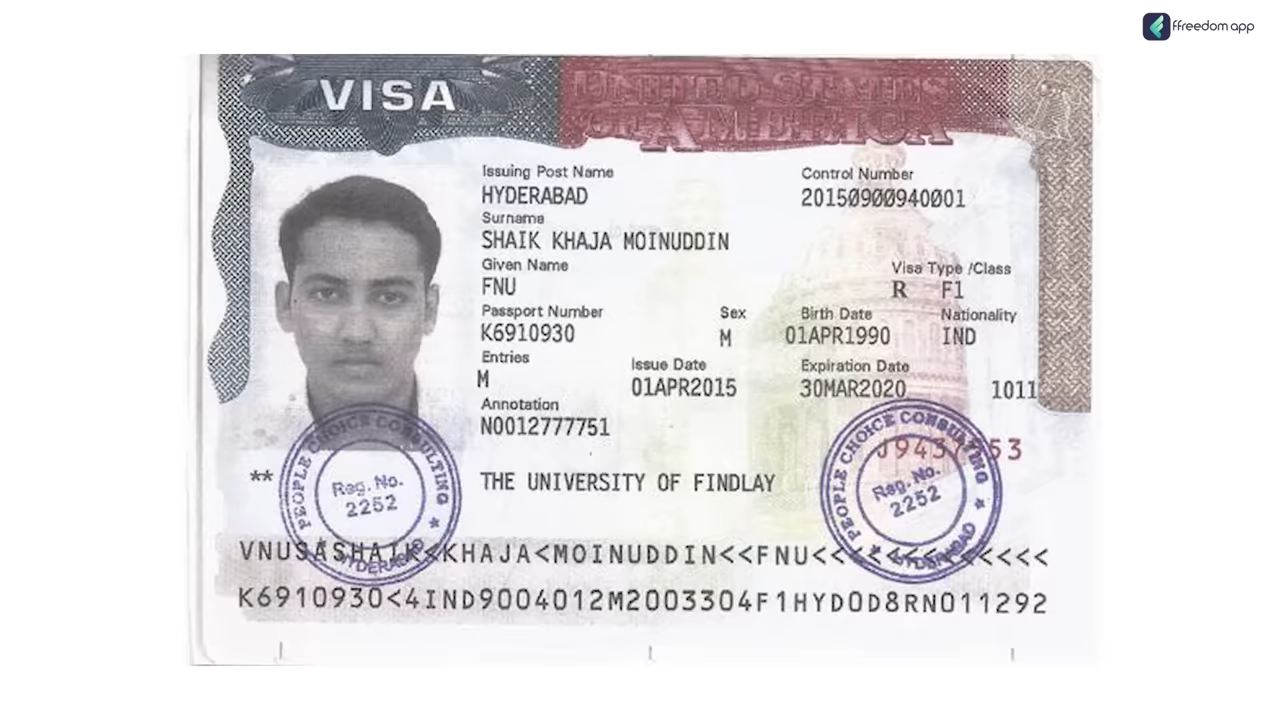 ffreedom app
VISA UNITED STATES OF AMERICA
Issuing Post Name Control Number
HYDERABAD 20150900940001
Surname
SHAIK KHAJA MOINUDDIN
Given Name Visa Type /Class
FNU R F1
Passport Number Sex Birth Date Nationality
K6910930 M 01APR1990 IND
Entries Issue Date Expiration Date
M 01APR2015 30MAR2020 1011
Annotation
N0012777751
** THE UNIVERSITY OF FINDLAY
PEOPLE CHOICE CONSULTING ★ HYDERABAD ★
Reg. No.
2252
PEOPLE CHOICE CONSULTING ★ HYDERABAD ★
Reg. No.
2252
VNUSASHAIK<KHAJA<MOINUDDIN<<FNU<<
K6910930<4IND9004012M2003304F1HYD0D8RN011292